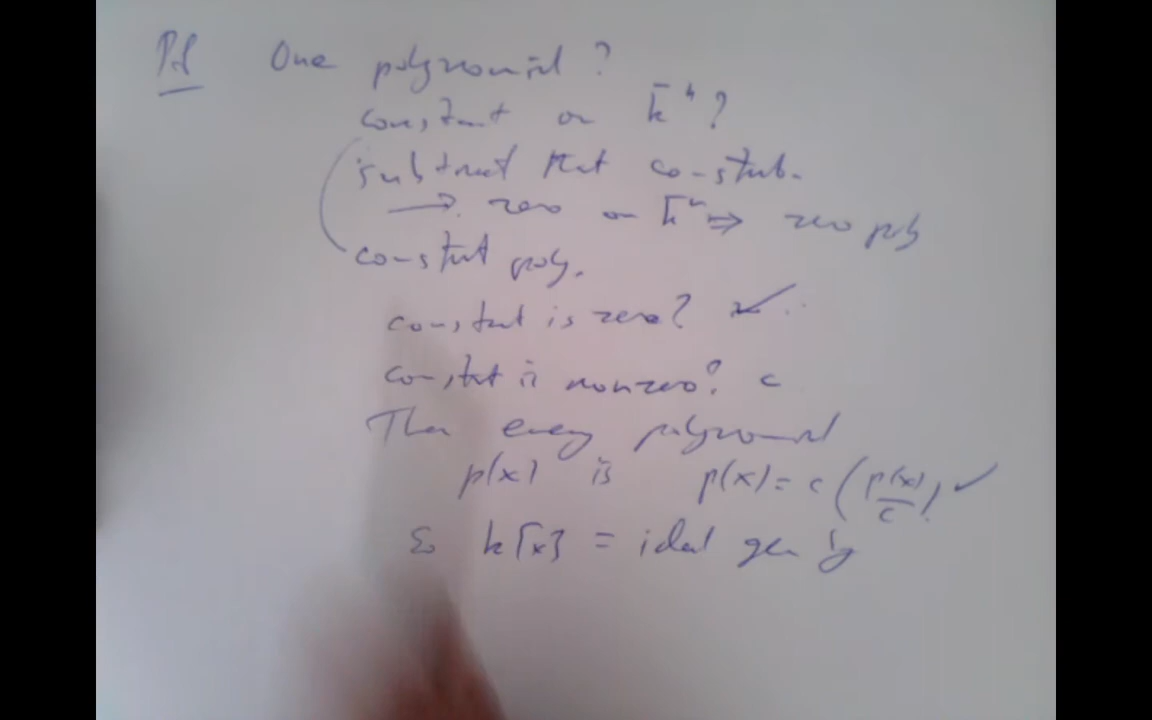 Pf One polynomial?
constant on k̄ⁿ?
subtract that constant.
→ zero on k̄ⁿ ⇒ zero poly
constant poly.
constant is zero? ✓.
constant is nonzero? c
Then every polynomial
p(x) is p(x) = c (p(x)/c) ✓
So k[x] = ideal gen by